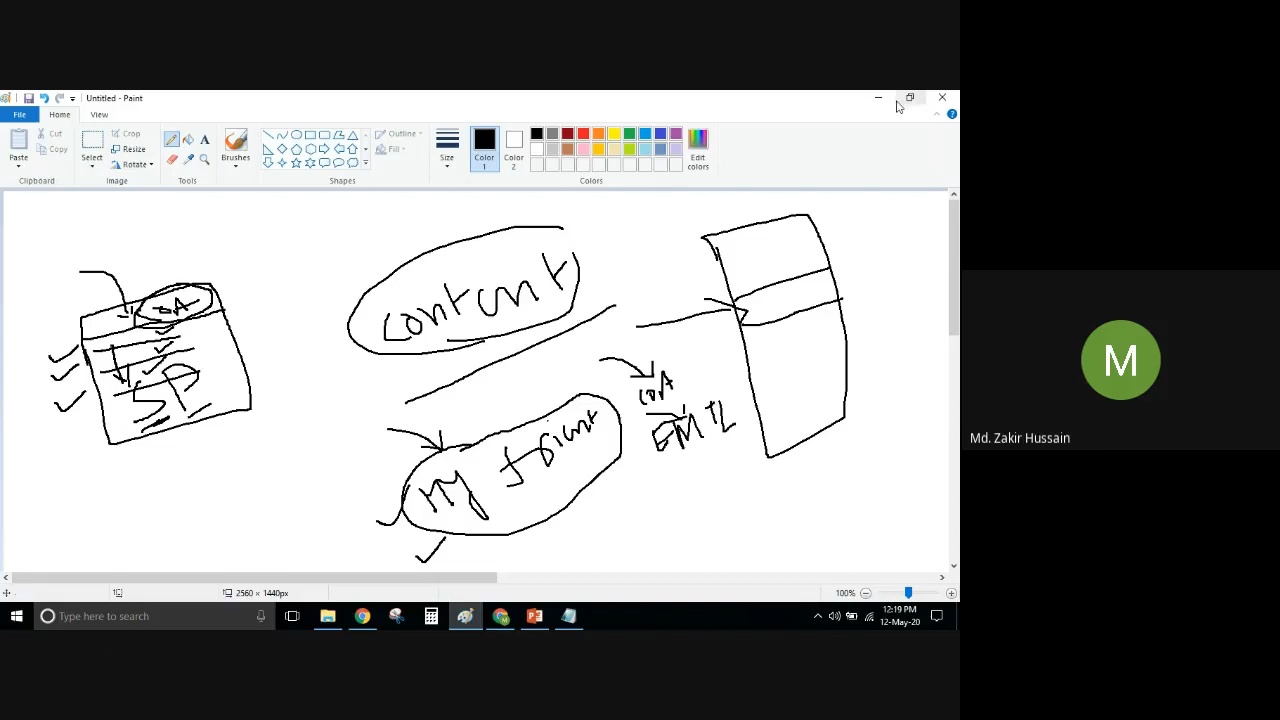 Untitled - Paint
File Home View
Paste
Cut
Copy
Clipboard
Select
Crop
Resize
Rotate
Image
Tools
Brushes
Shapes
Outline
Fill
Size
Color 1
Color 2
Edit colors
Colors
content
SP
My friend
Md. Zakir Hussain
M
2560 × 1440px
100%
Type here to search
12:19 PM
12-May-20